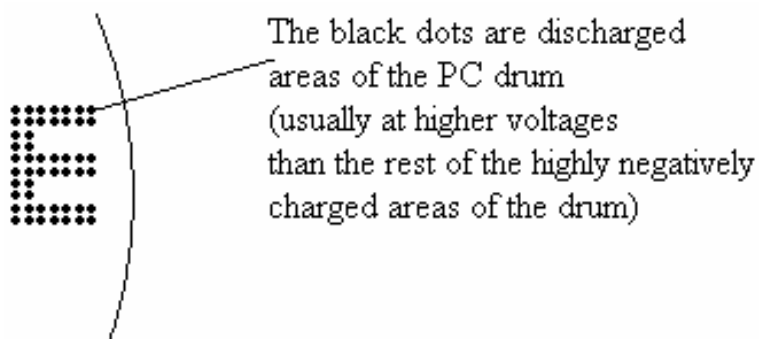 The black dots are discharged
areas of the PC drum
(usually at higher voltages
than the rest of the highly negatively
charged areas of the drum)
E